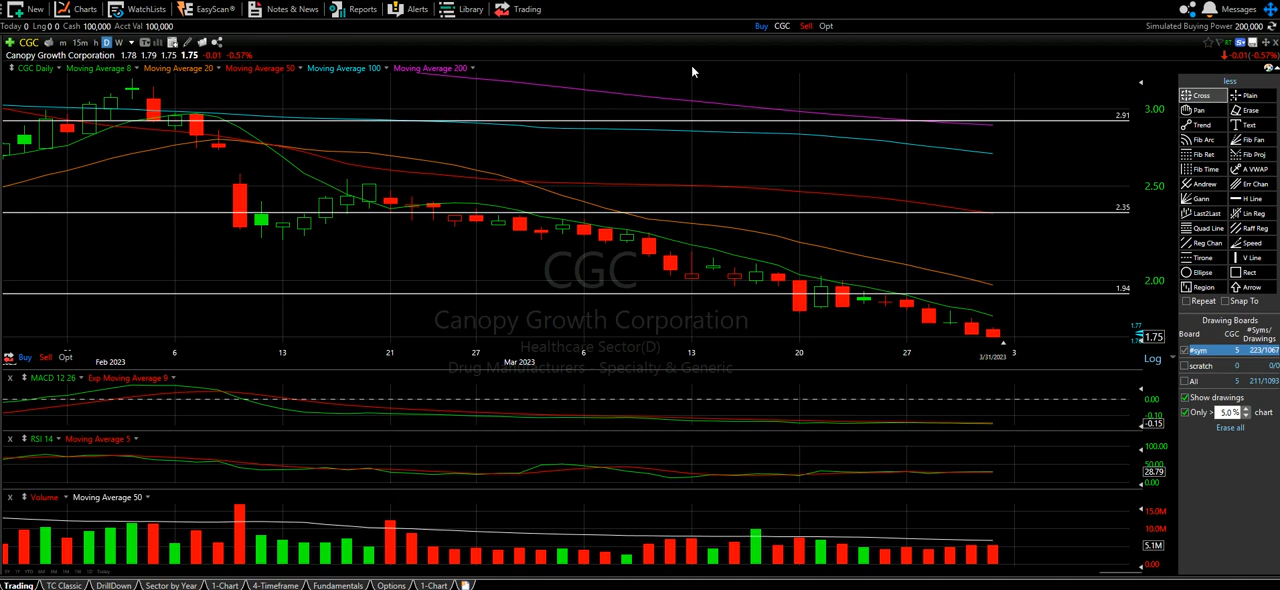 New Charts WatchLists EasyScan® Notes & News Reports Alerts Library Trading Messages
Today 0 Lng 0 0 Cash 100,000 Acct Val 100,000 Buy CGC Sell Opt Simulated Buying Power 200,000
CGC m 15m h D W
Canopy Growth Corporation 1.78 1.79 1.75 1.75 -0.01 -0.57% -0.01(-0.57%)
CGC Daily Moving Average 8 Moving Average 20 Moving Average 50 Moving Average 100 Moving Average 200
less
Cross Plain
Pan Erase
Trend Text
Fib Arc Fib Fan
Fib Ret Fib Proj
Fib Time A VWAP
Andrew Err Chan
Gann H Line
Last2Last Lin Reg
Quad Line Raff Reg
Reg Chan Speed
Tirone V Line
Ellipse Rect
Region Arrow
Repeat Snap To
Drawing Boards
Board CGC #Syms/ Drawings
#sym 5 223/1067
scratch 0 0/0
All 5 211/1093
Show drawings
Only > 5.0 % chart
Erase all
3.00
2.91
2.50
2.35
2.00
1.94
1.77
1.75
CGC
Canopy Growth Corporation
Healthcare Sector(D)
Drug Manufacturers - Specialty & Generic
Buy Sell Opt
Log
6 13 21 27 6 13 20 27 3
Feb 2023 Mar 2023 3/31/2023
MACD 12 26 Exp Moving Average 9
0.00
-0.10
-0.15
RSI 14 Moving Average 5
100.00
50.00
28.79
0.00
Volume Moving Average 50
15.0M
10.0M
5.1M
0.00
Trading TC Classic DrillDown Sector by Year 1-Chart 4-Timeframe Fundamentals Options 1-Chart